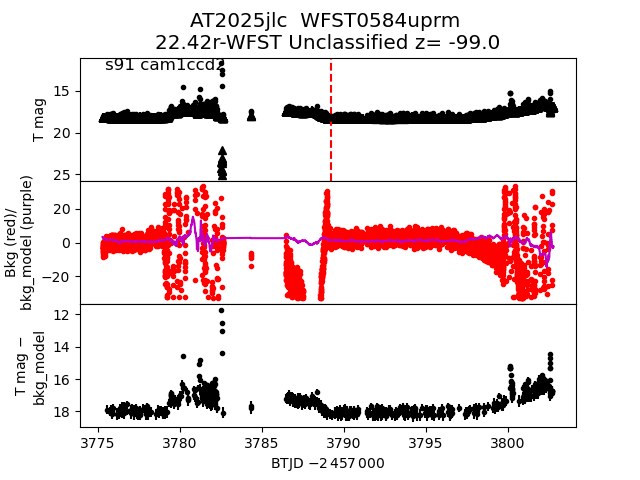 AT2025jlc  WFST0584uprm
22.42r-WFST Unclassified z= -99.0
s91 cam1ccd2
T mag
15
20
25
Bkg (red)/
bkg_model (purple)
20
0
−20
T mag −
bkg_model
12
14
16
18
3775
3780
3785
3790
3795
3800
BTJD −2 457 000